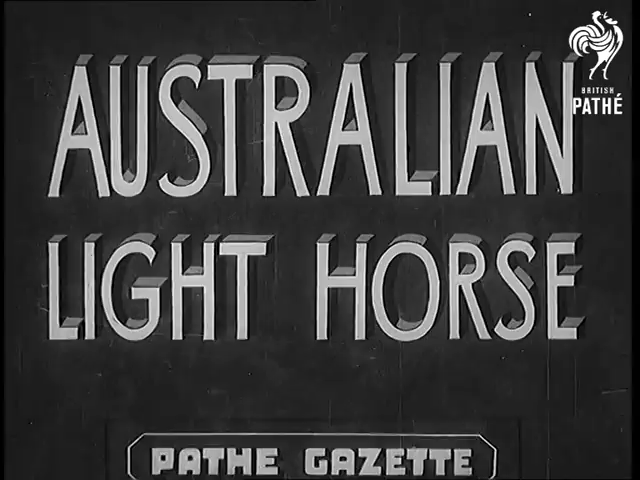 AUSTRALIAN
LIGHT HORSE
PATHE GAZETTE
BRITISH
PATHÉ